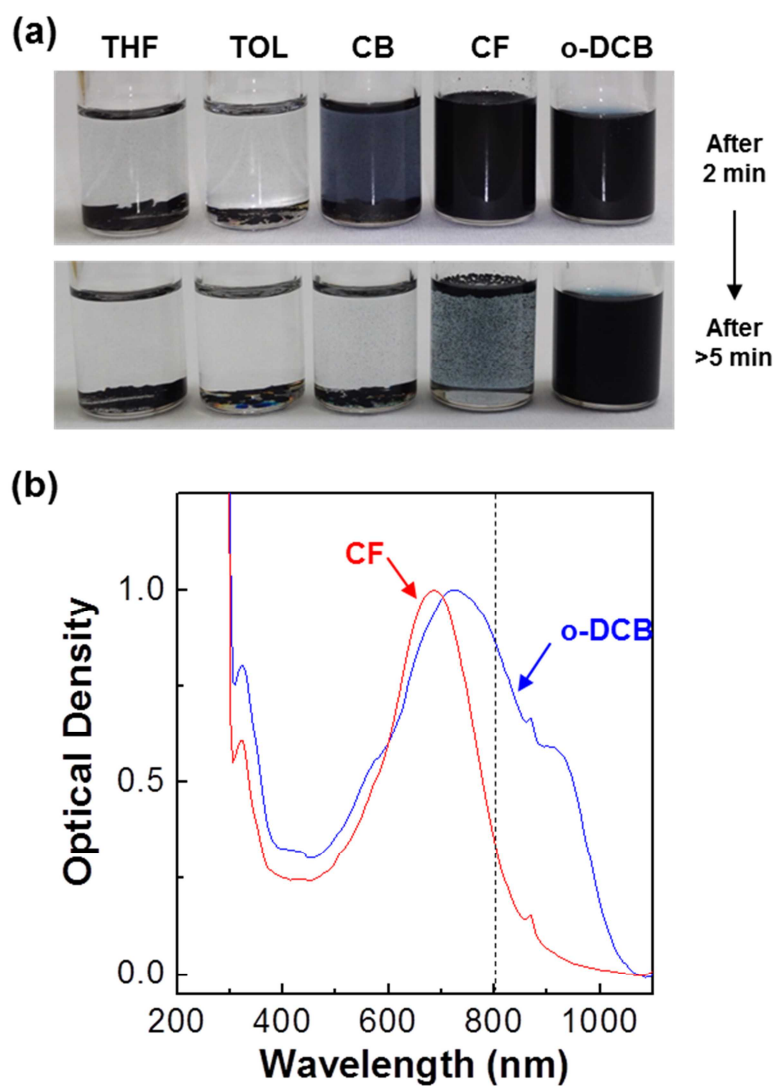 (a)
THF TOL CB CF o-DCB
After
2 min
After
>5 min
(b)
CF
o-DCB
1.0
0.5
0.0
Optical Density
200 400 600 800 1000
Wavelength (nm)